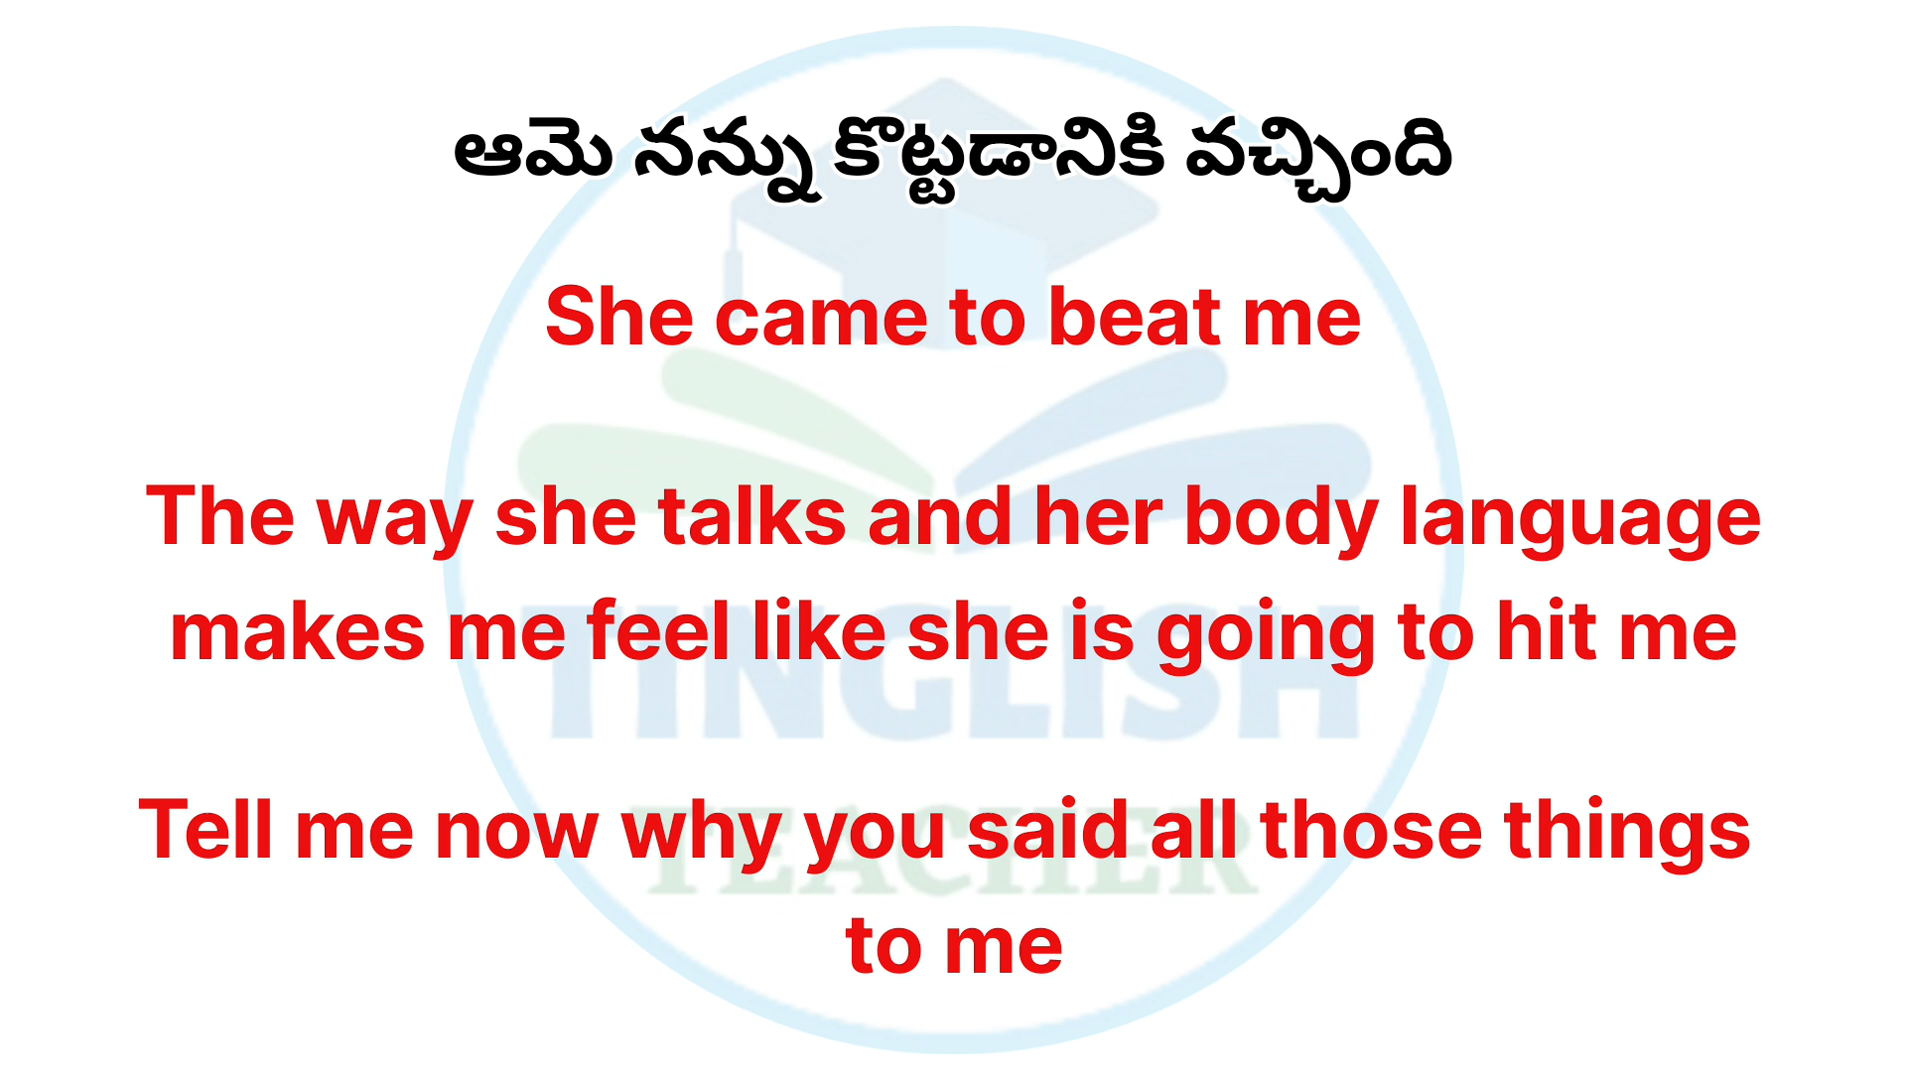 ఆమె నన్ను కొట్టడానికి వచ్చింది
She came to beat me
The way she talks and her body language
makes me feel like she is going to hit me
TINGLISH
Tell me now why you said all those things
TEACHER
to me